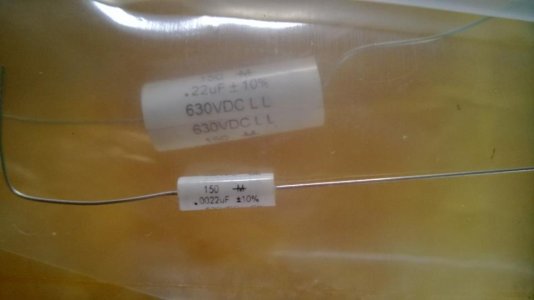 150 M
.22uF ±10%
630VDC L L
630VDC L L
150 M
.0022uF ±10%